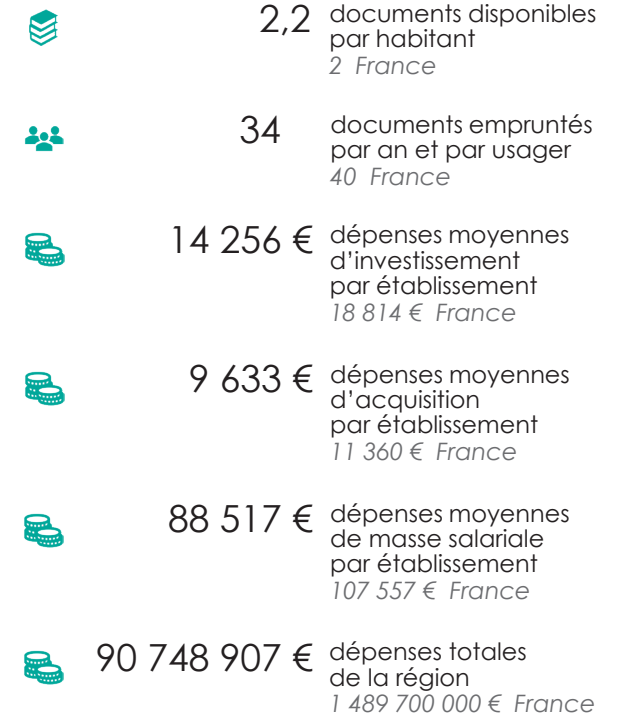 2,2 documents disponibles
par habitant
2 France
34 documents empruntés
par an et par usager
40 France
14 256 € dépenses moyennes
d’investissement
par établissement
18 814 € France
9 633 € dépenses moyennes
d’acquisition
par établissement
11 360 € France
88 517 € dépenses moyennes
de masse salariale
par établissement
107 557 € France
90 748 907 € dépenses totales
de la région
1 489 700 000 € France